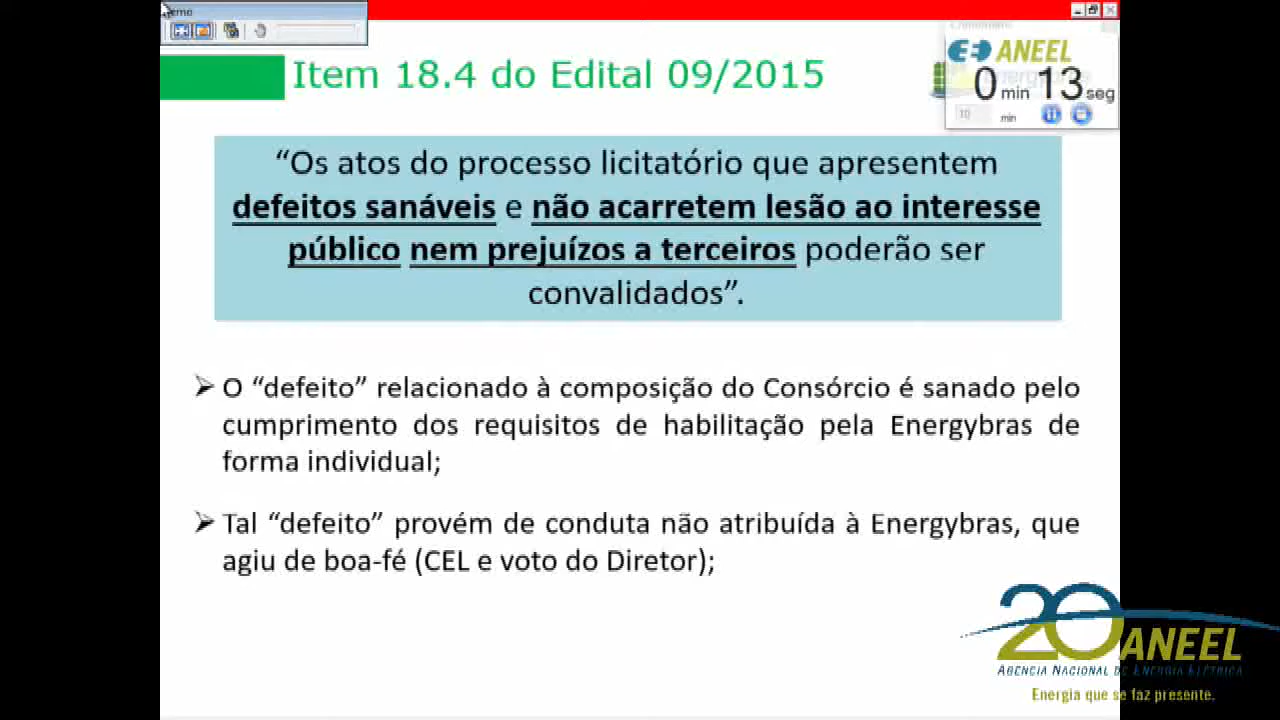 Item 18.4 do Edital 09/2015
ANEEL
0 min 13 seg
10 min
“Os atos do processo licitatório que apresentem
defeitos sanáveis e não acarretem lesão ao interesse
público nem prejuízos a terceiros poderão ser
convalidados”.
O “defeito” relacionado à composição do Consórcio é sanado pelo
cumprimento dos requisitos de habilitação pela Energybras de
forma individual;
Tal “defeito” provém de conduta não atribuída à Energybras, que
agiu de boa-fé (CEL e voto do Diretor);
20 ANEEL
AGÊNCIA NACIONAL DE ENERGIA ELÉTRICA
Energia que se faz presente.